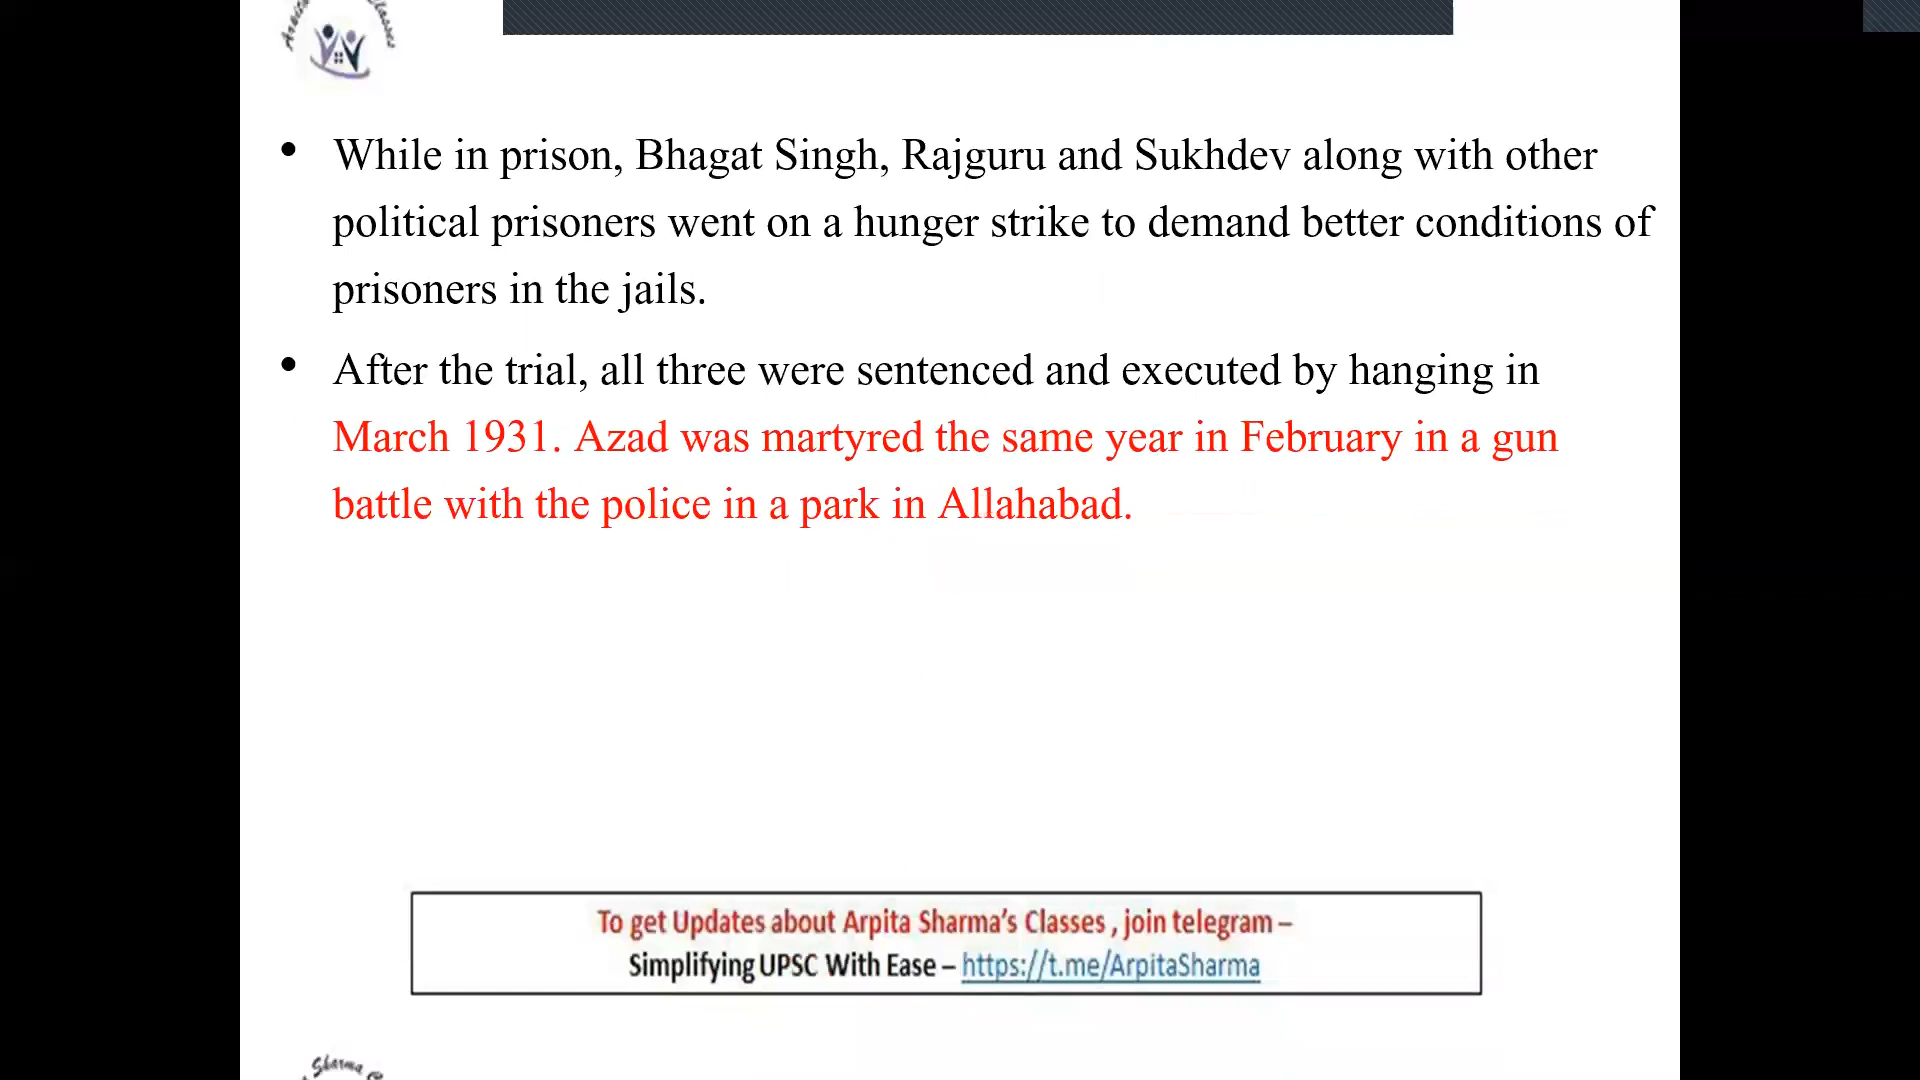 Classes
• While in prison, Bhagat Singh, Rajguru and Sukhdev along with other
political prisoners went on a hunger strike to demand better conditions of
prisoners in the jails.
• After the trial, all three were sentenced and executed by hanging in
March 1931. Azad was martyred the same year in February in a gun
battle with the police in a park in Allahabad.
To get Updates about Arpita Sharma’s Classes , join telegram –
Simplifying UPSC With Ease – https://t.me/ArpitaSharma
Sharma